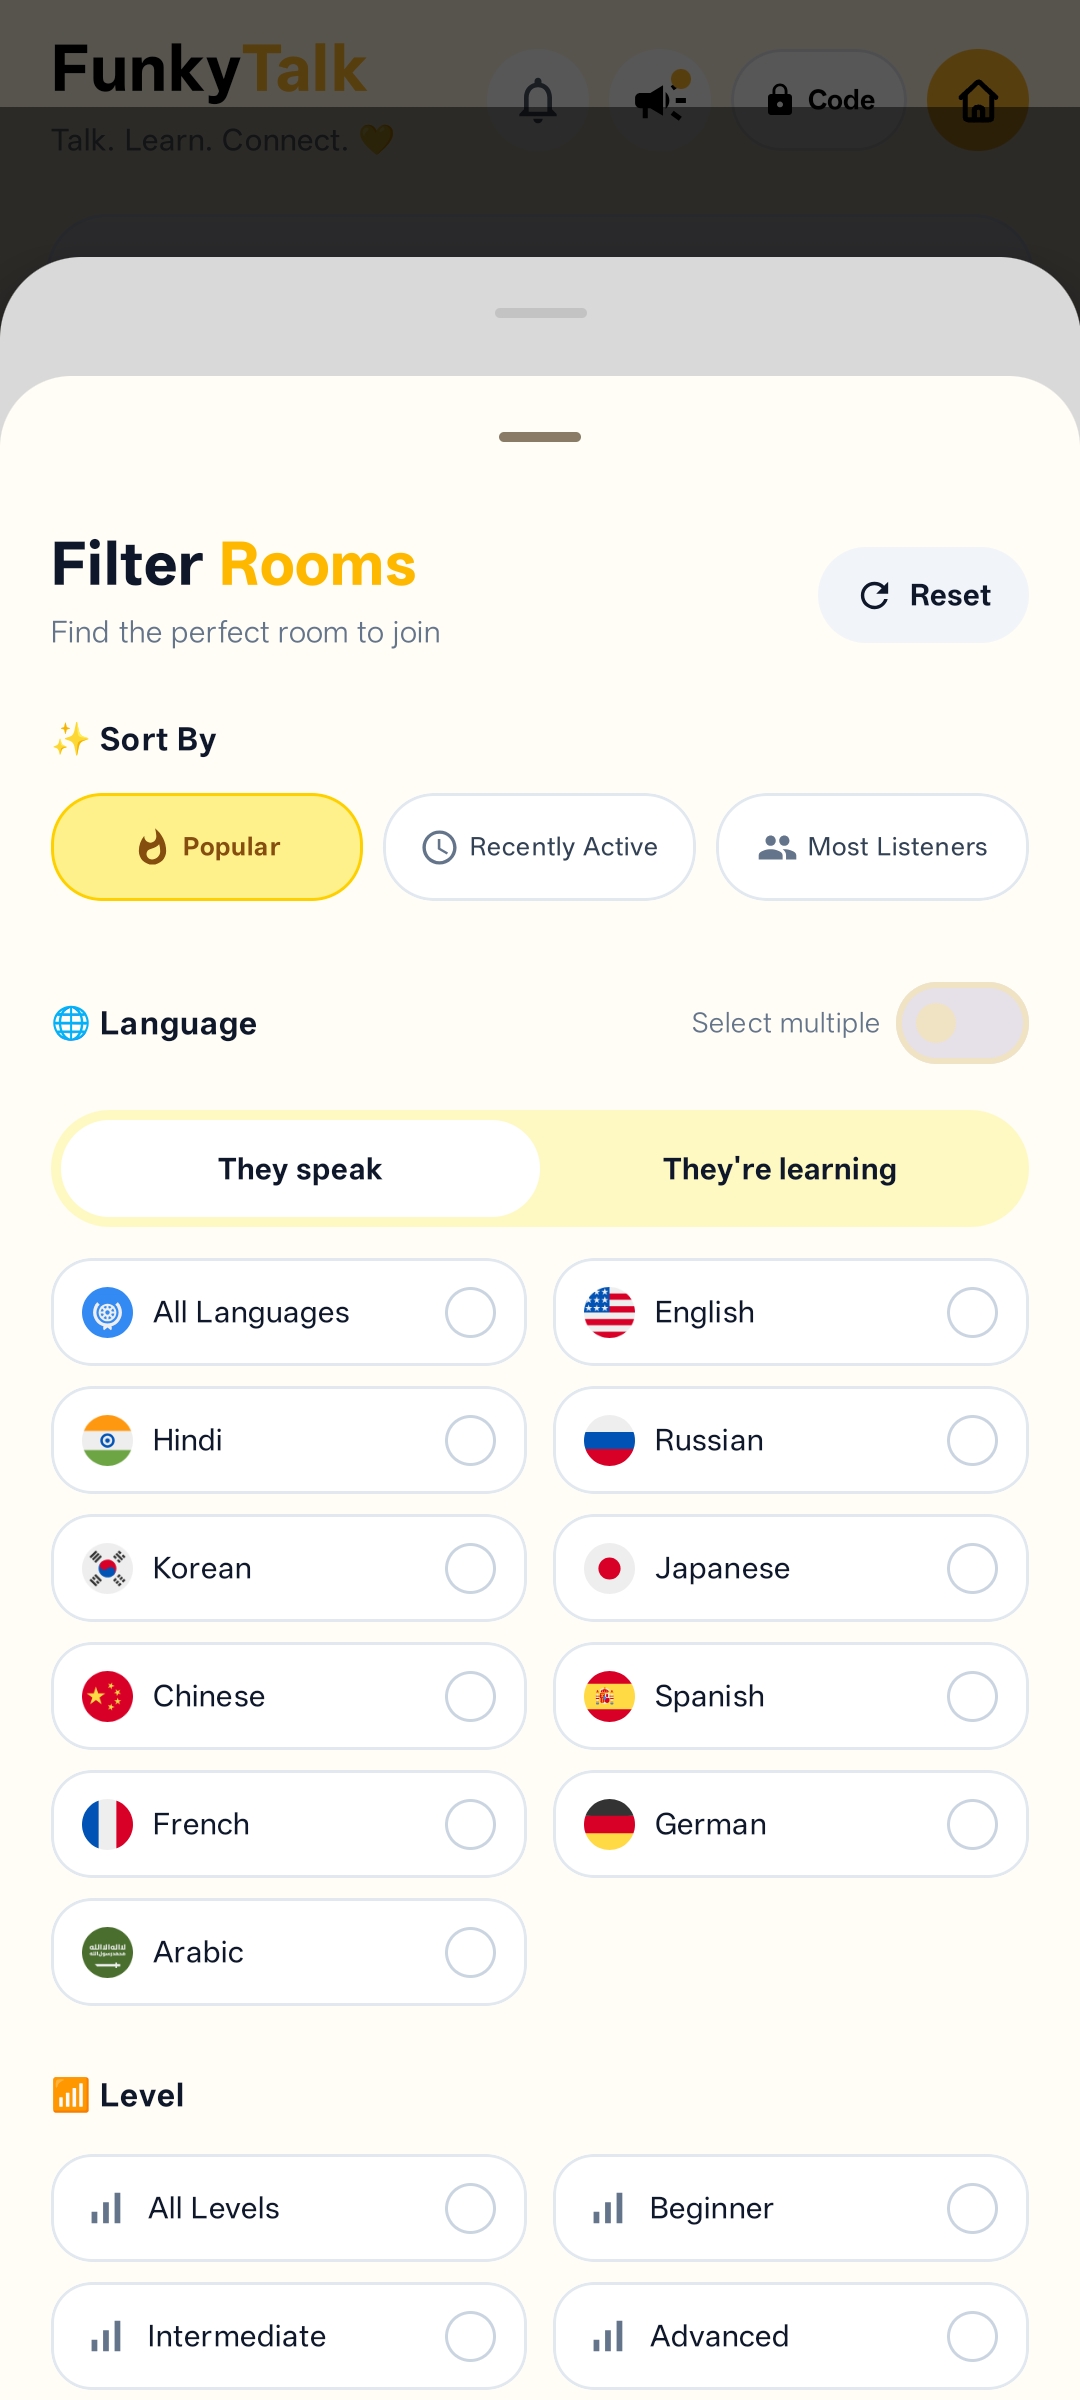 FunkyTalk
Talk. Learn. Connect. 💛
Code
Filter Rooms
Find the perfect room to join
Reset
✨ Sort By
Popular
Recently Active
Most Listeners
🌐 Language
Select multiple
They speak
They're learning
All Languages
English
Hindi
Russian
Korean
Japanese
Chinese
Spanish
French
German
Arabic
📶 Level
All Levels
Beginner
Intermediate
Advanced